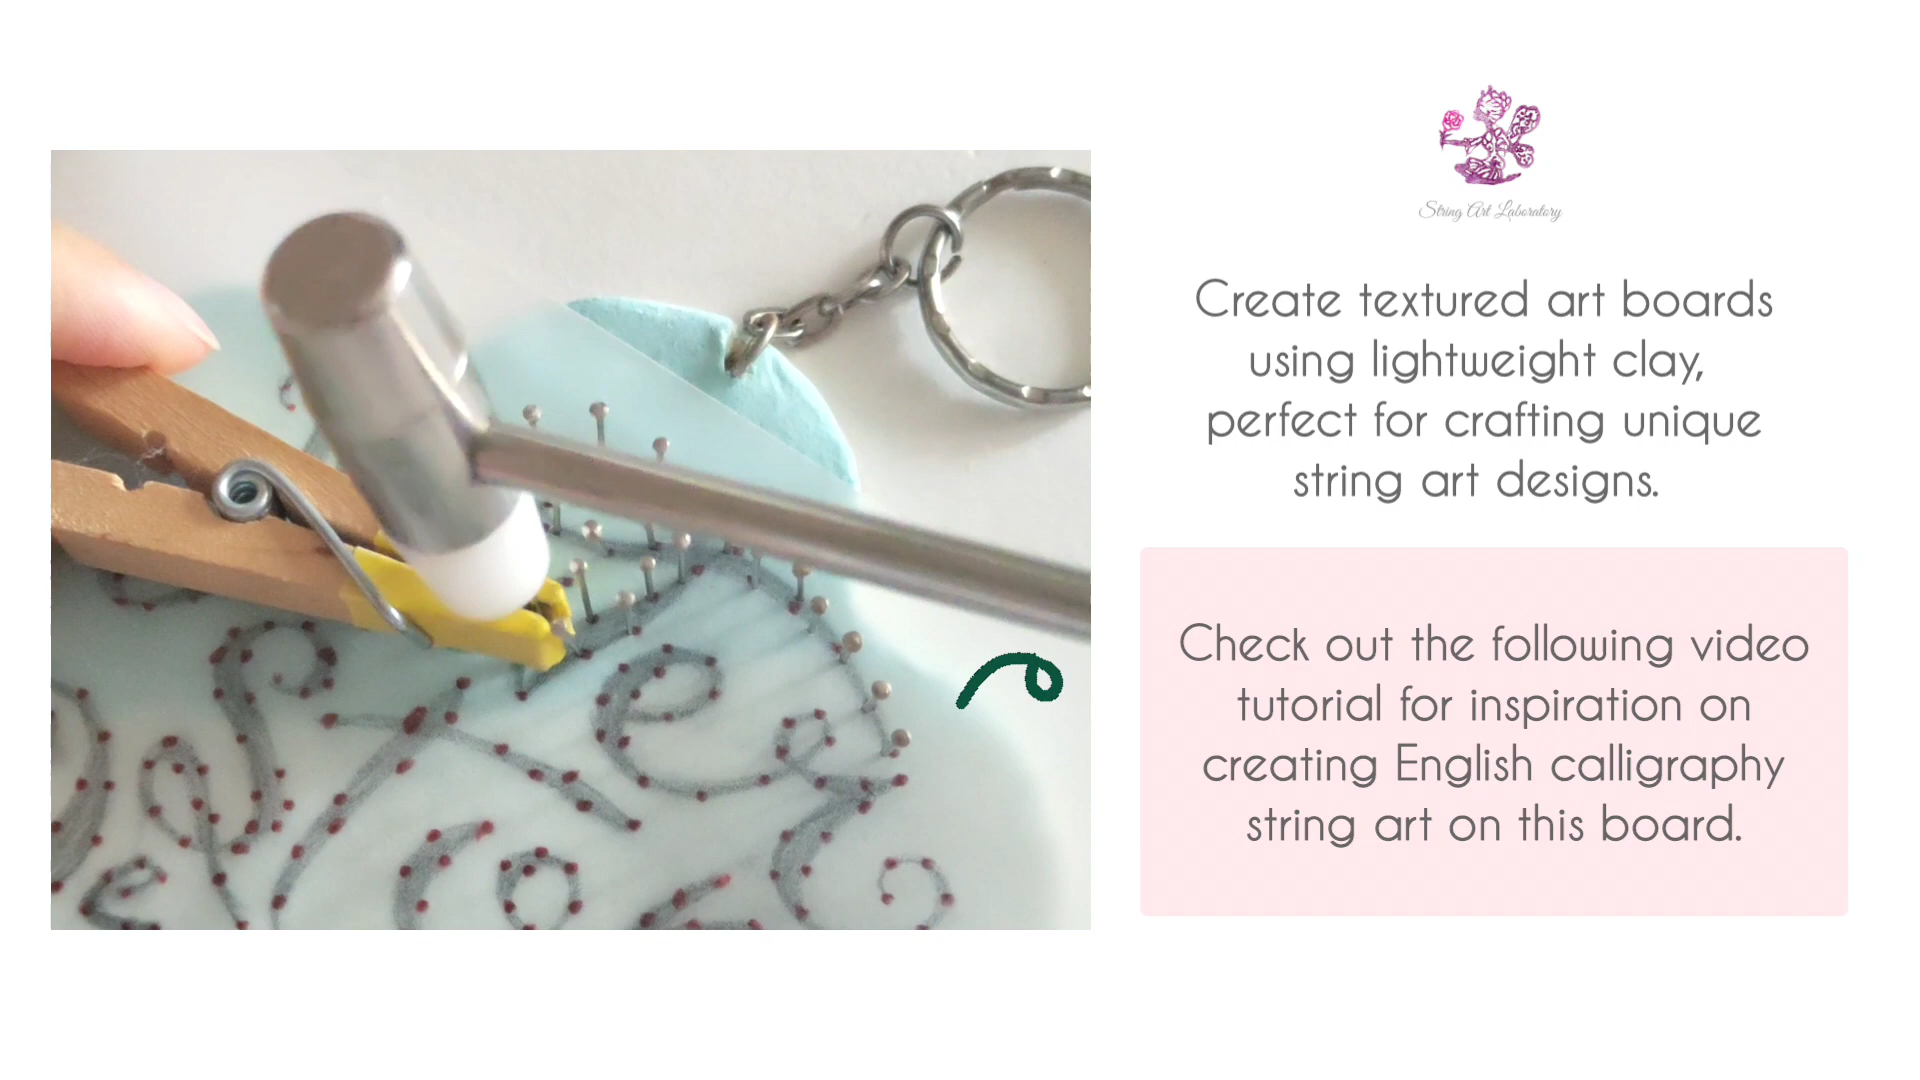 String Art Laboratory
Create textured art boards
using lightweight clay,
perfect for crafting unique
string art designs.
Check out the following video
tutorial for inspiration on
creating English calligraphy
string art on this board.